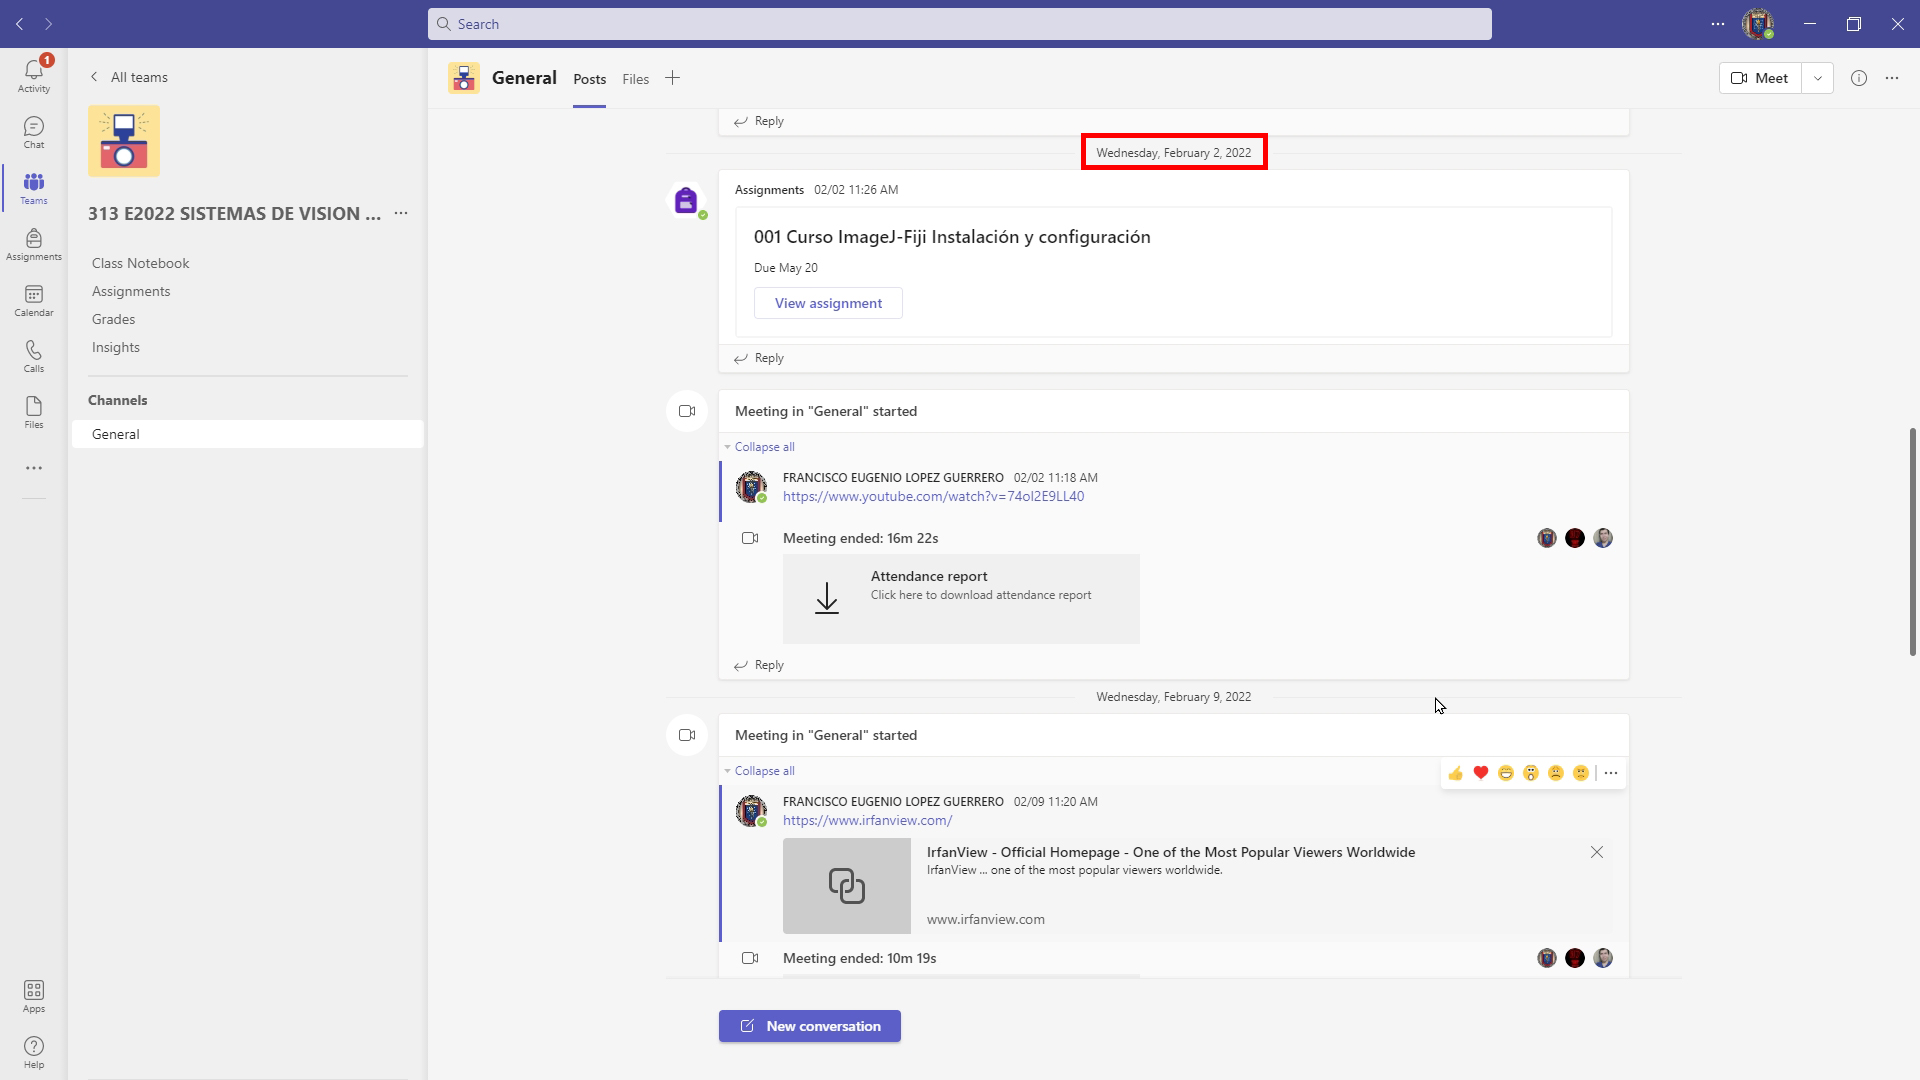 Search
1
Activity
Chat
Teams
Assignments
Calendar
Calls
Files
Apps
Help
All teams
313 E2022 SISTEMAS DE VISION ...
Class Notebook
Assignments
Grades
Insights
Channels
General
General
Posts
Files
Meet
Reply
Wednesday, February 2, 2022
Assignments 02/02 11:26 AM
001 Curso ImageJ-Fiji Instalación y configuración
Due May 20
View assignment
Reply
Meeting in "General" started
Collapse all
FRANCISCO EUGENIO LOPEZ GUERRERO 02/02 11:18 AM
https://www.youtube.com/watch?v=74oI2E9LL40
Meeting ended: 16m 22s
Attendance report
Click here to download attendance report
Reply
Wednesday, February 9, 2022
Meeting in "General" started
Collapse all
FRANCISCO EUGENIO LOPEZ GUERRERO 02/09 11:20 AM
https://www.irfanview.com/
IrfanView - Official Homepage - One of the Most Popular Viewers Worldwide
IrfanView ... one of the most popular viewers worldwide.
www.irfanview.com
Meeting ended: 10m 19s
New conversation